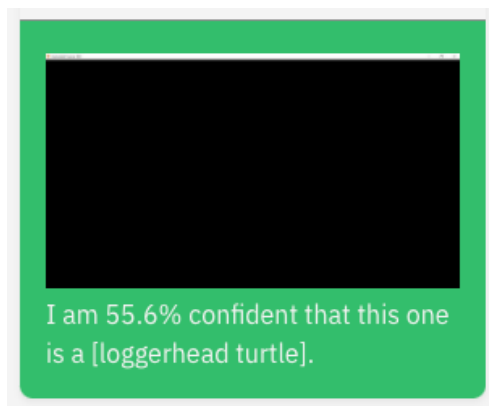 I am 55.6% confident that this one
is a [loggerhead turtle].